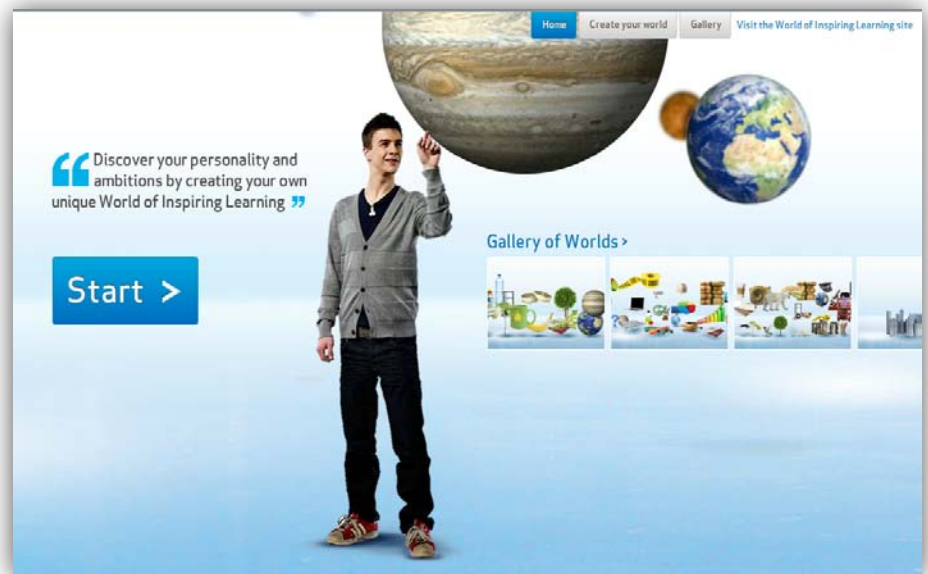 Home Create your world Gallery Visit the World of Inspiring Learning site
“ Discover your personality and
ambitions by creating your own
unique World of Inspiring Learning ”
Start >
Gallery of Worlds >